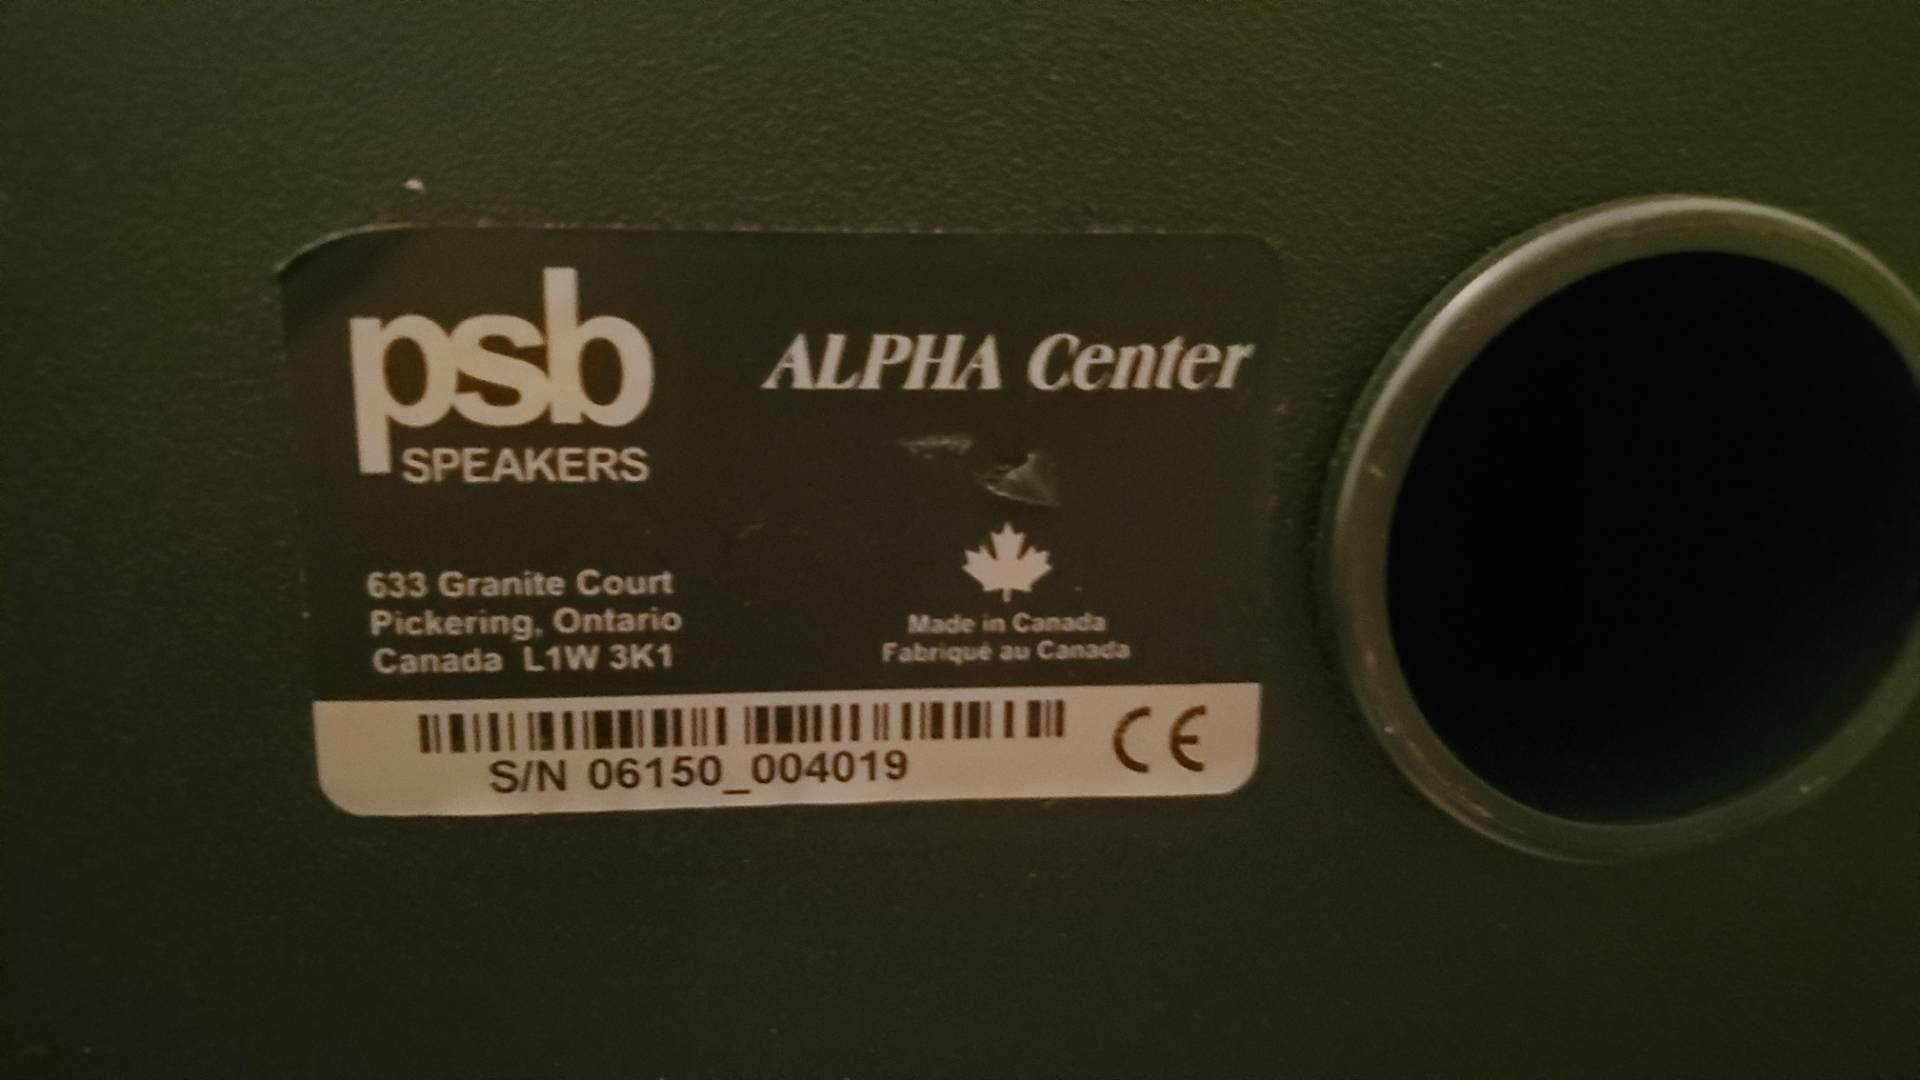 psb
SPEAKERS
ALPHA Center
633 Granite Court
Pickering, Ontario
Canada L1W 3K1
Made in Canada
Fabriqué au Canada
S/N 06150_004019
CE